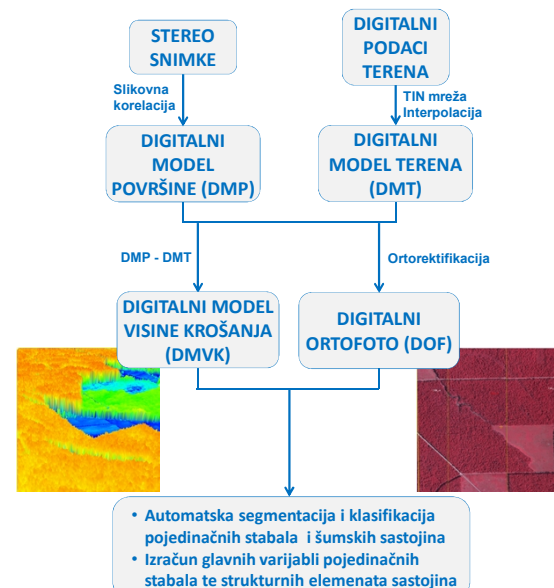 STEREO
SNIMKE
DIGITALNI
PODACI
TERENA
Slikovna
korelacija
TIN mreža
Interpolacija
DIGITALNI
MODEL
POVRŠINE (DMP)
DIGITALNI
MODEL TERENA
(DMT)
DMP - DMT
Ortorektifikacija
DIGITALNI MODEL
VISINE KROŠANJA
(DMVK)
DIGITALNI
ORTOFOTO (DOF)
• Automatska segmentacija i klasifikacija
pojedinačnih stabala i šumskih sastojina
• Izračun glavnih varijabli pojedinačnih
stabala te strukturnih elemenata sastojina